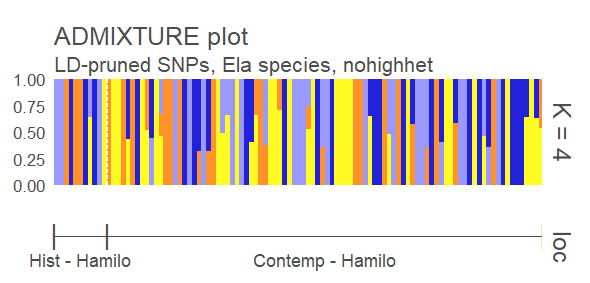 ADMIXTURE plot
LD-pruned SNPs, Ela species, nohighhet
1.00
0.75
0.50
0.25
0.00
K = 4
loc
Hist - Hamilo
Contemp - Hamilo